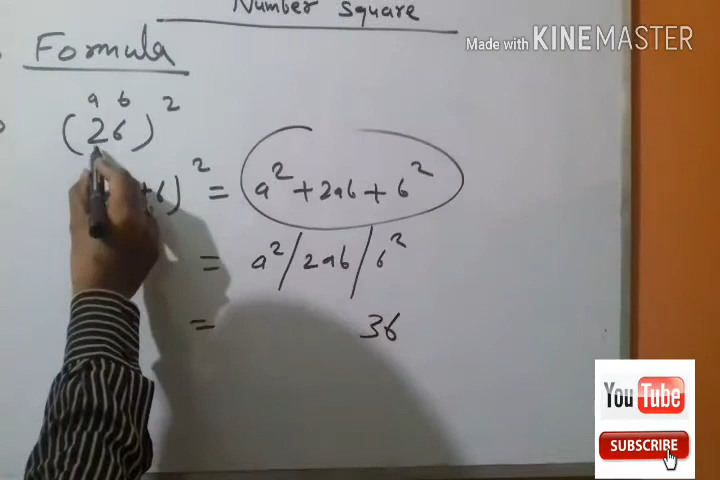 Number square
Made with KINEMASTER
Formula
a b
(26)²
+b)² = a² + 2ab + b²
= a² / 2ab / b²
= 36
You Tube
SUBSCRIBE